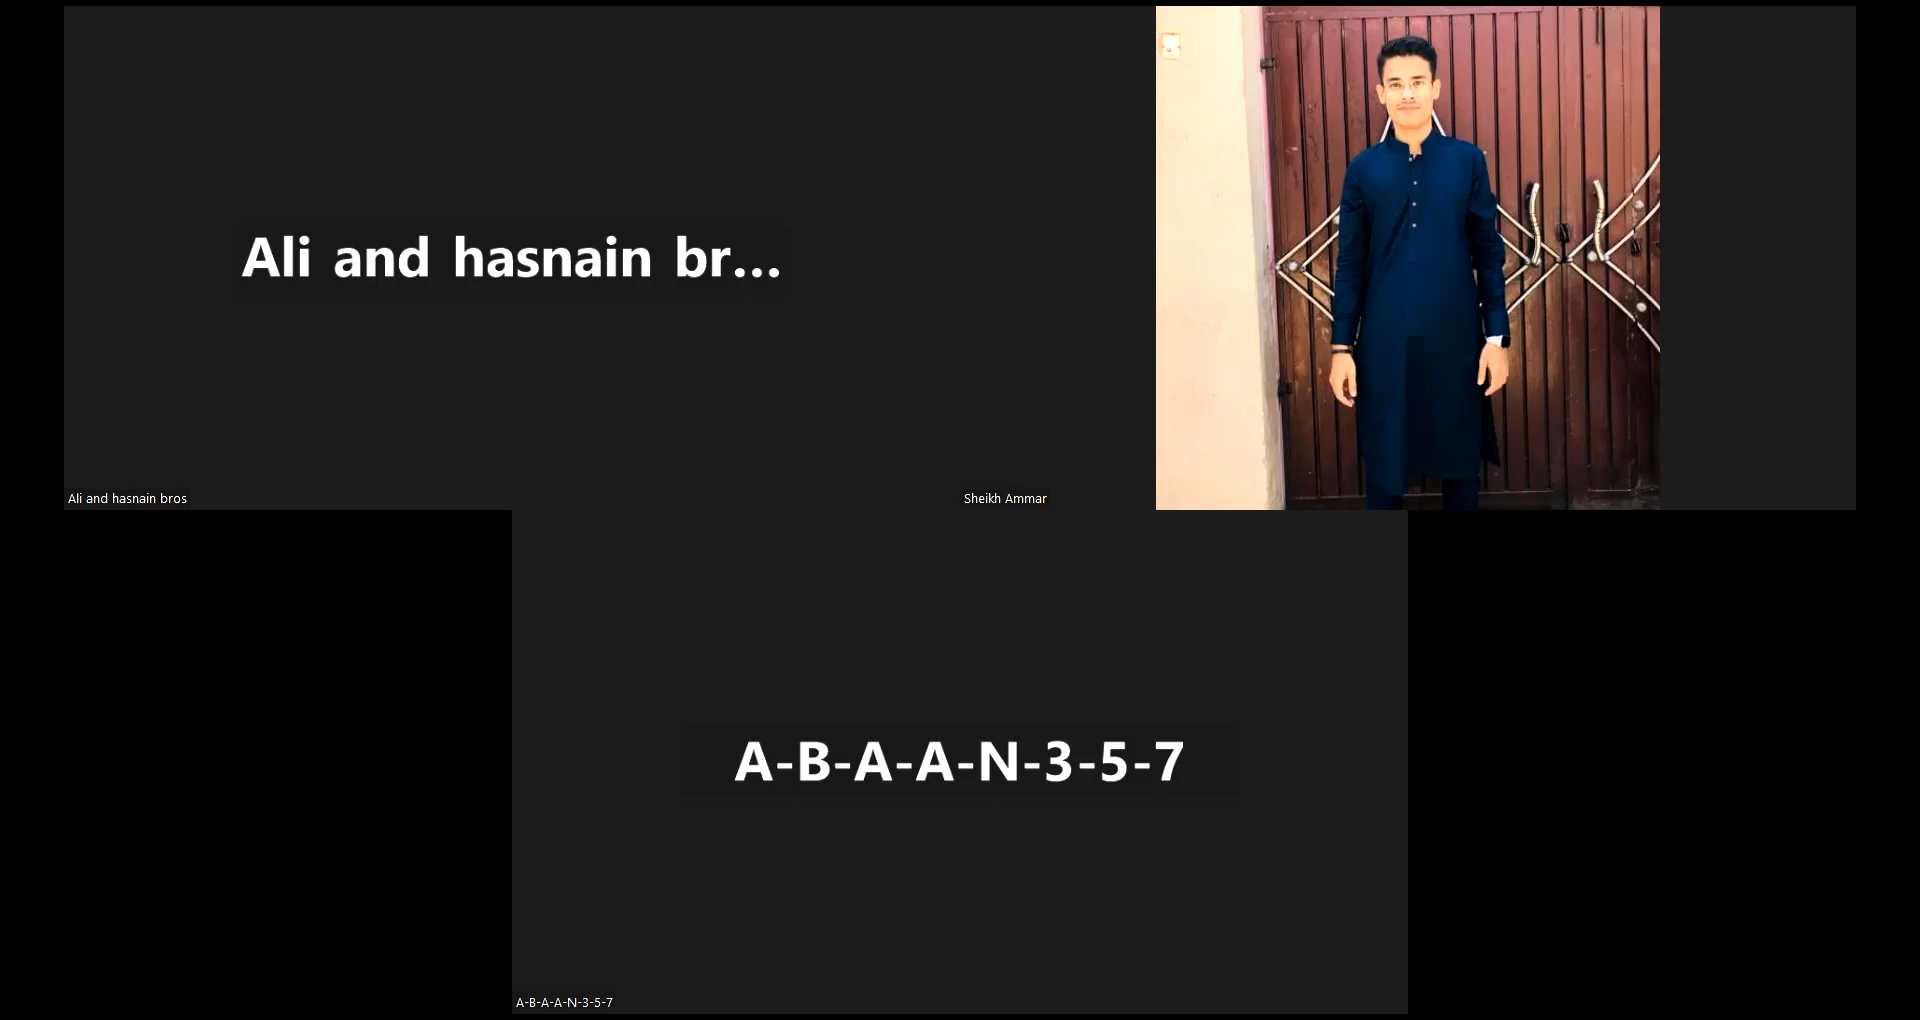 Ali and hasnain br...
Ali and hasnain bros
Sheikh Ammar
A-B-A-A-N-3-5-7
A-B-A-A-N-3-5-7